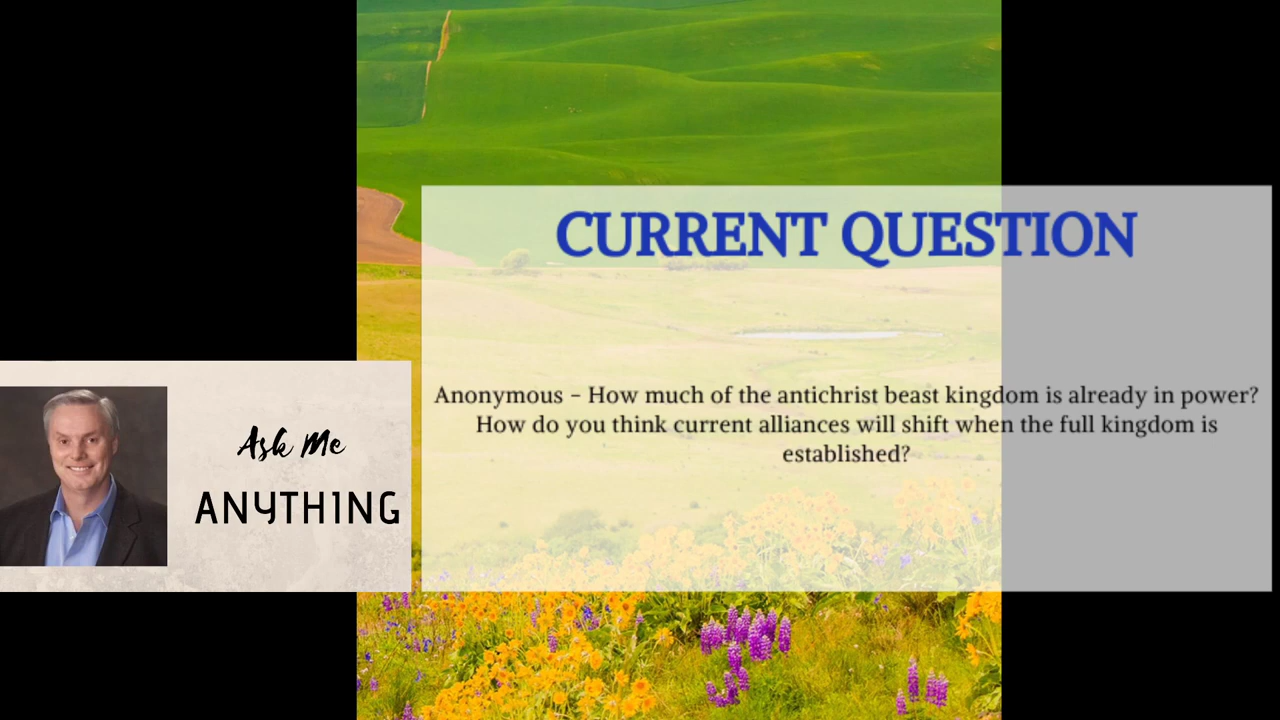 CURRENT QUESTION
Anonymous – How much of the antichrist beast kingdom is already in power?
How do you think current alliances will shift when the full kingdom is
established?
Ask Me
ANYTHING